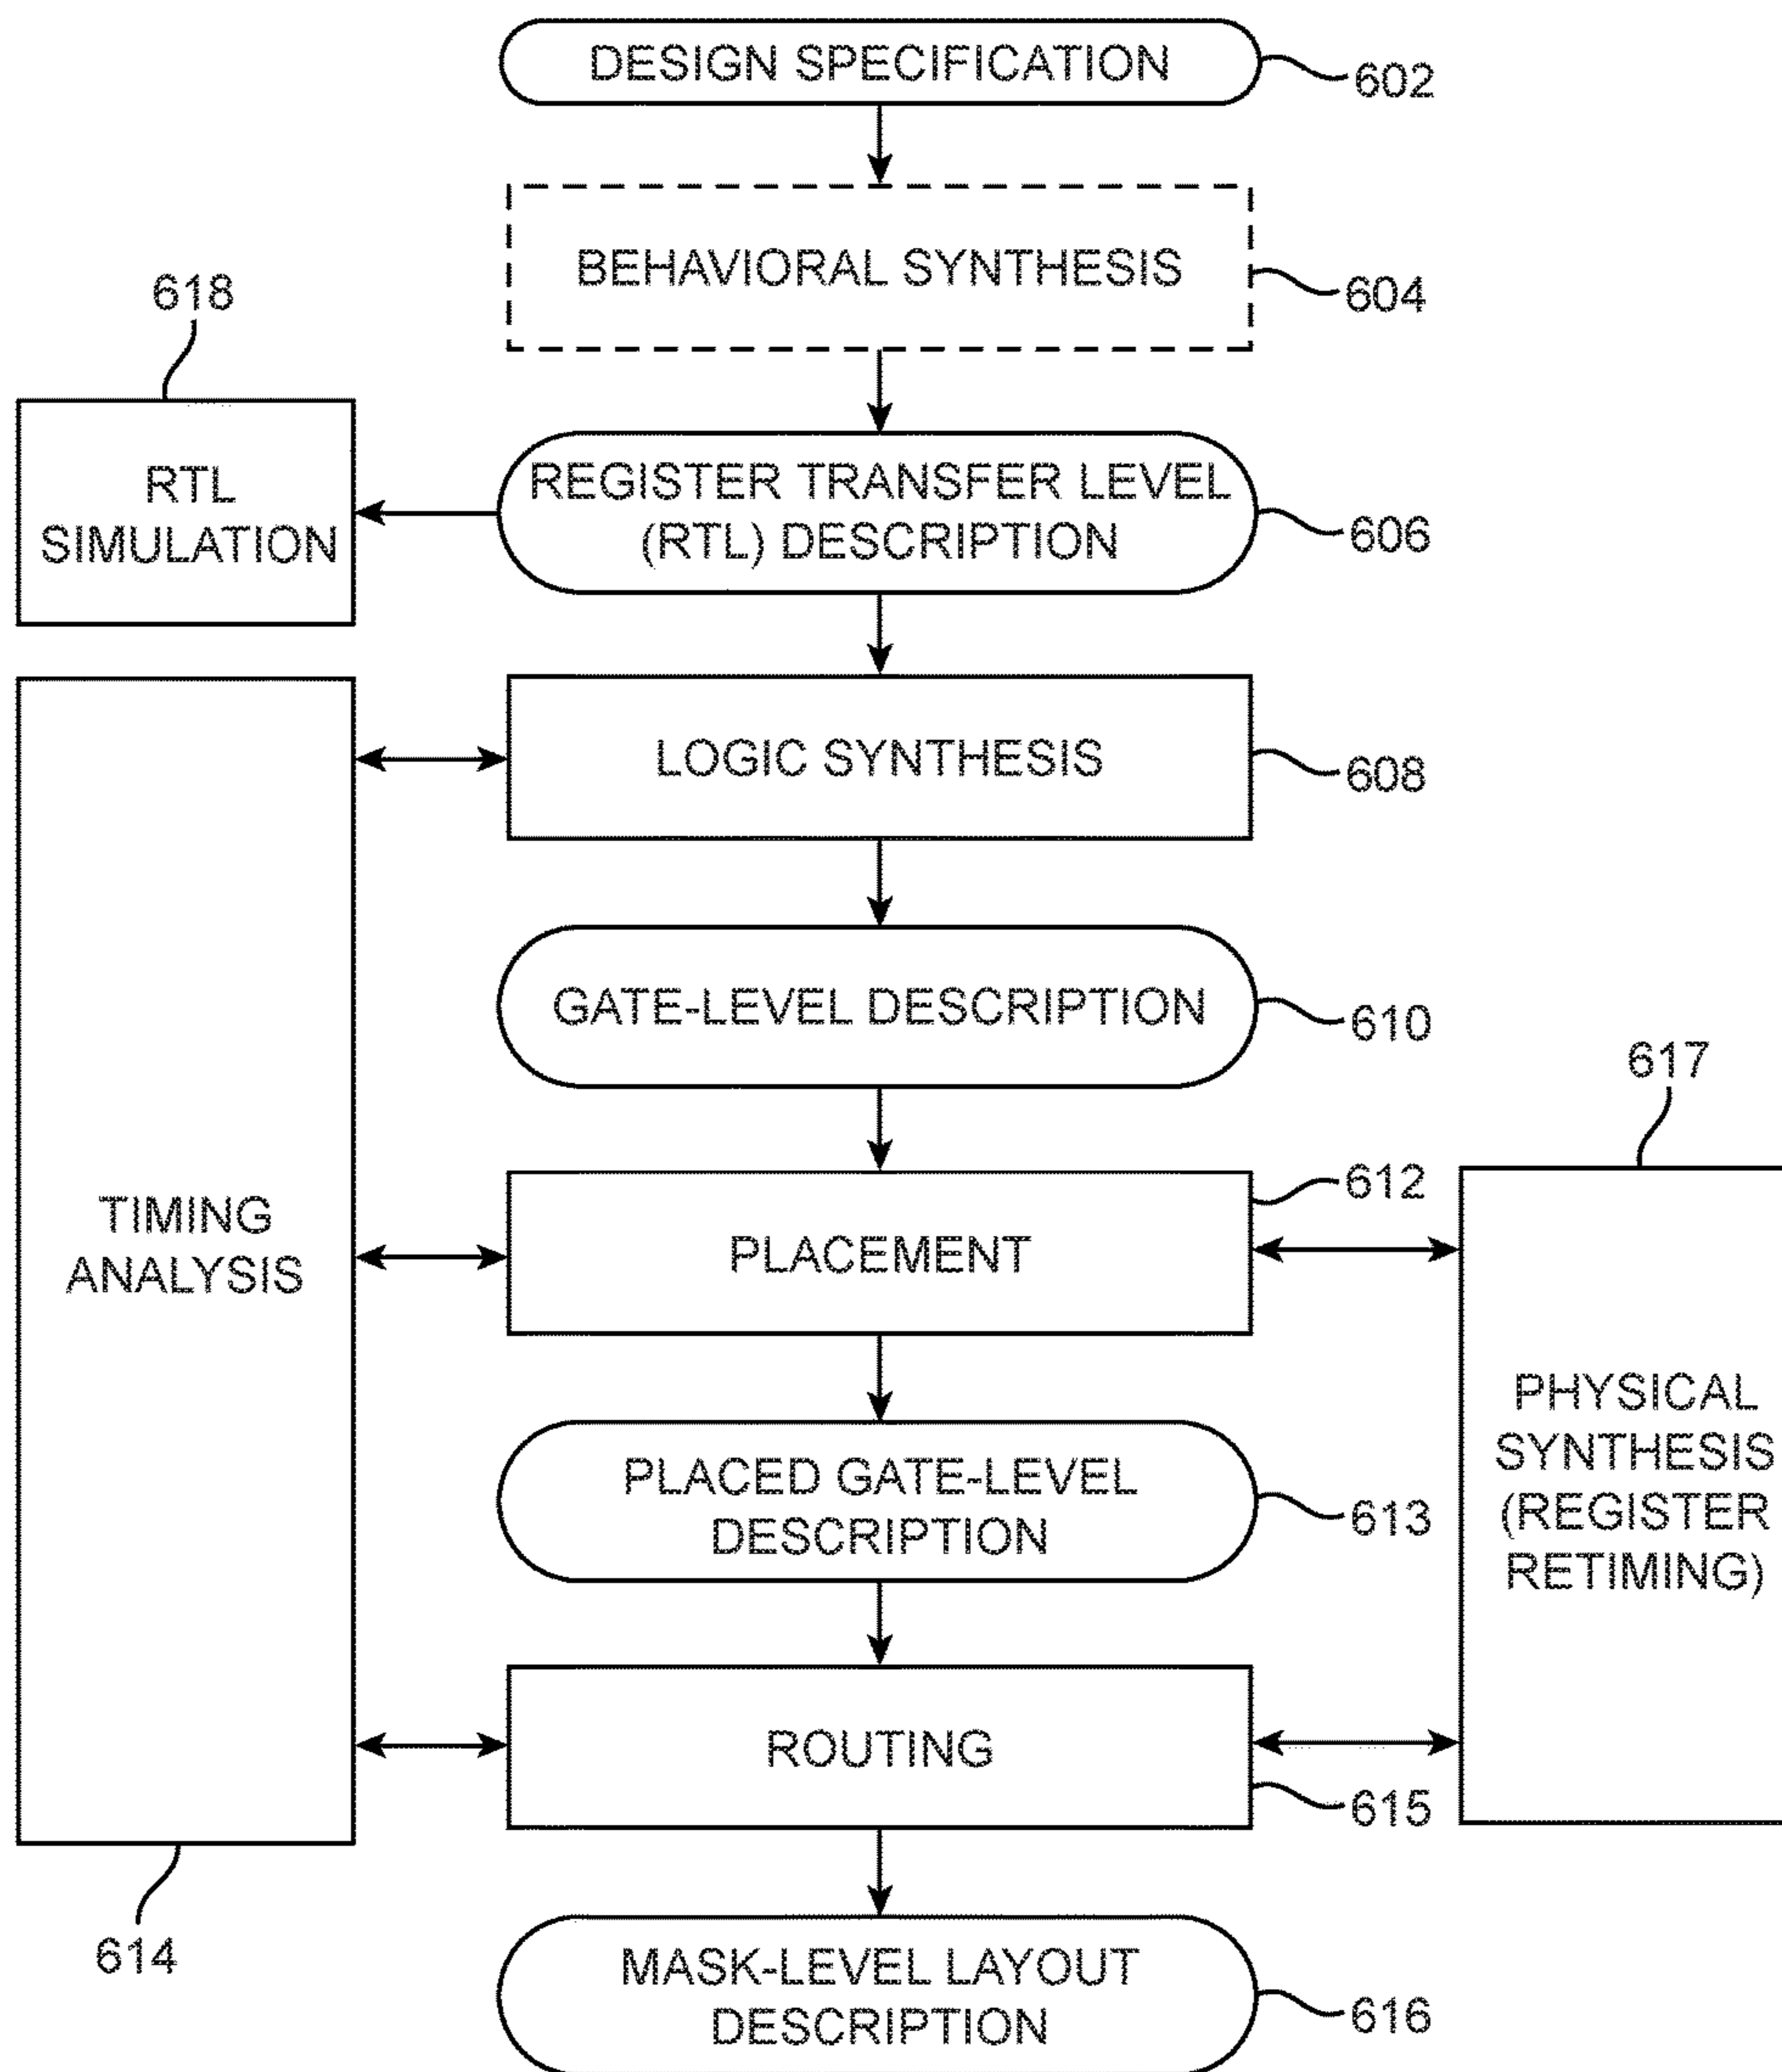 DESIGN SPECIFICATION
602
BEHAVIORAL SYNTHESIS
604
618
RTL
SIMULATION
REGISTER TRANSFER LEVEL
(RTL) DESCRIPTION
606
LOGIC SYNTHESIS
608
GATE-LEVEL DESCRIPTION
610
617
TIMING
ANALYSIS
612
PLACEMENT
PHYSICAL
SYNTHESIS
(REGISTER
RETIMING)
PLACED GATE-LEVEL
DESCRIPTION
613
ROUTING
615
614
MASK-LEVEL LAYOUT
DESCRIPTION
616